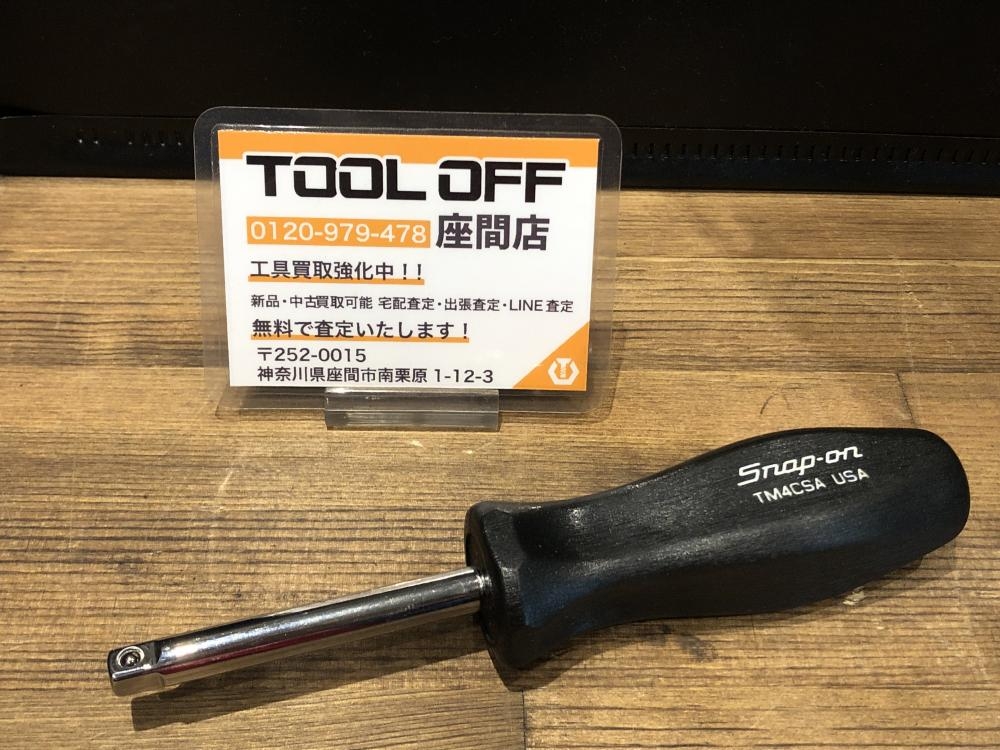 TOOL OFF
0120-979-478 座間店
工具買取強化中！！
新品・中古買取可能 宅配査定・出張査定・LINE査定
無料で査定いたします！
〒252-0015
神奈川県座間市南栗原 1-12-3
Snap-on
TM4CSA USA